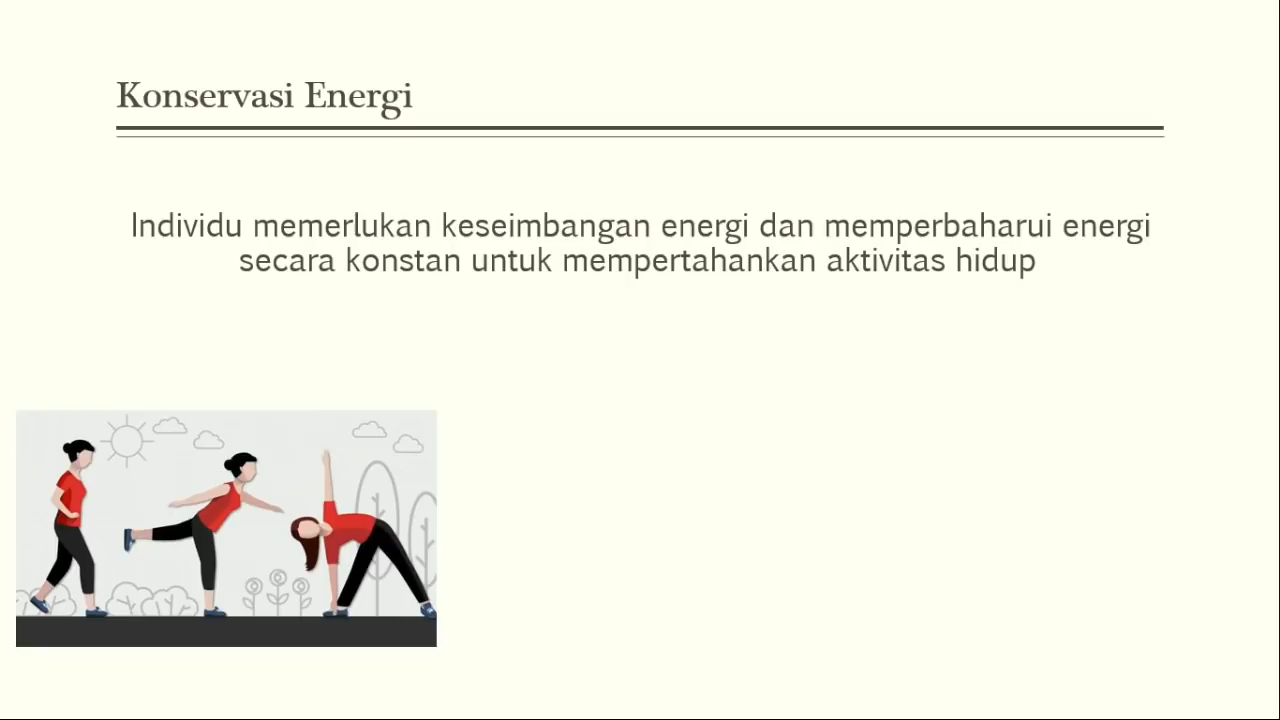 Konservasi Energi
Individu memerlukan keseimbangan energi dan memperbaharui energi
secara konstan untuk mempertahankan aktivitas hidup